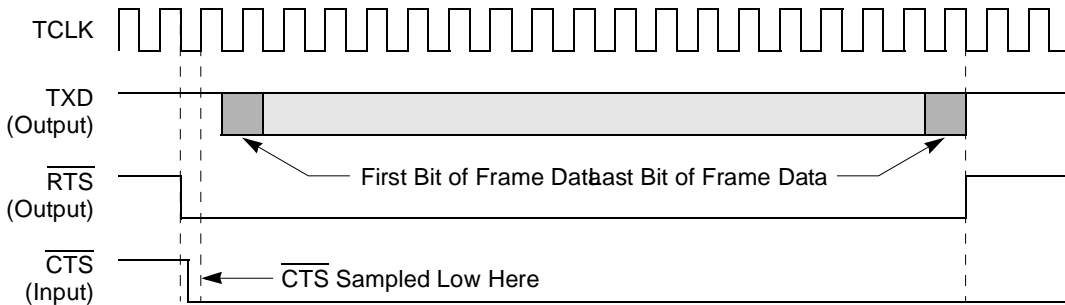 TCLK
TXD
(Output)
First Bit of Frame Data
Last Bit of Frame Data
RTS
(Output)
CTS
(Input)
CTS Sampled Low Here